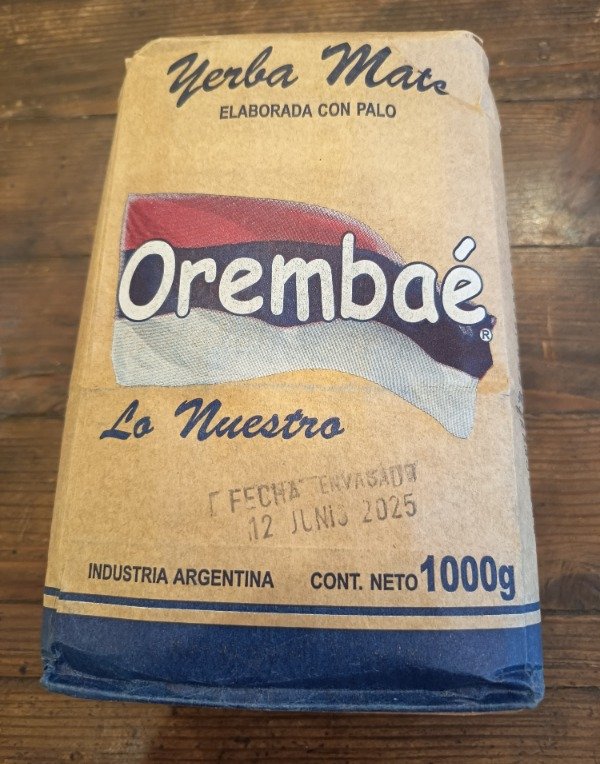 Yerba Mate
ELABORADA CON PALO
Orembaé
®
Lo Nuestro
FECHA ENVASADO
12 JUNIO 2025
INDUSTRIA ARGENTINA CONT. NETO 1000g